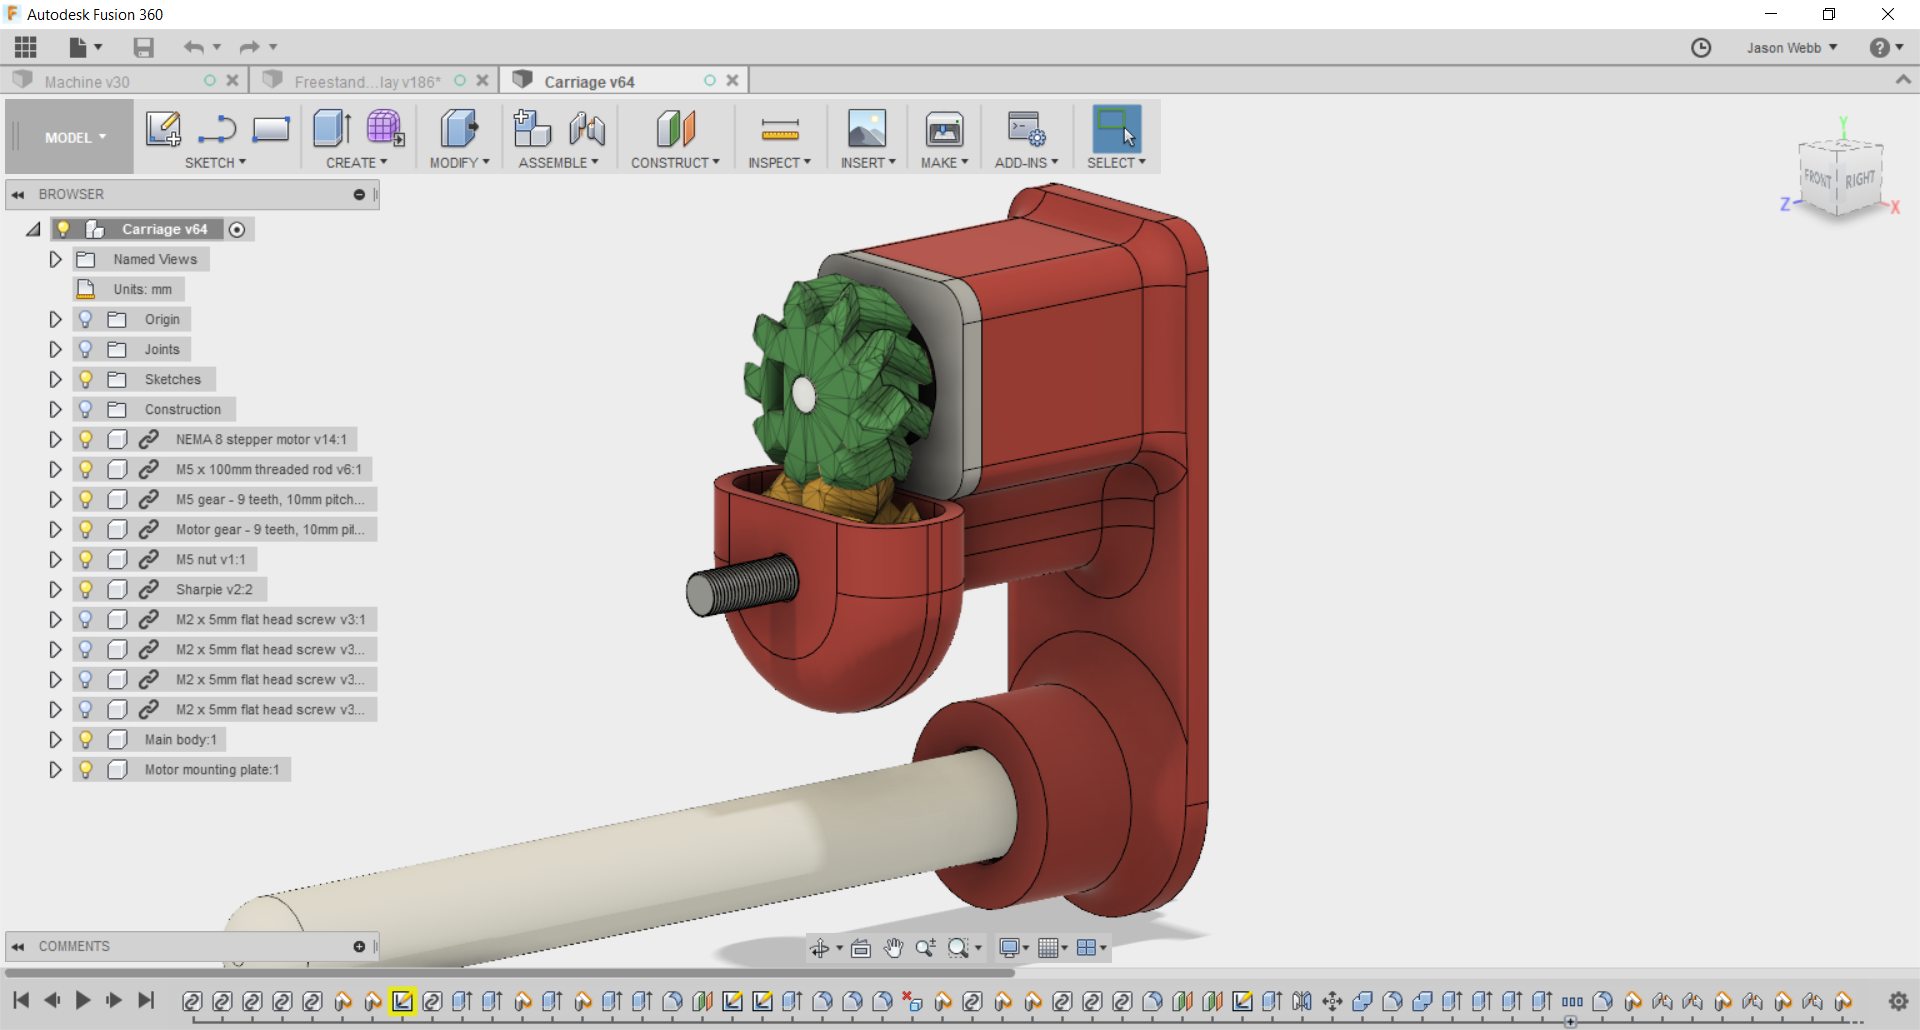 Autodesk Fusion 360
Jason Webb
Machine v30
Freestand...lay v186*
Carriage v64
MODEL
SKETCH
CREATE
MODIFY
ASSEMBLE
CONSTRUCT
INSPECT
INSERT
MAKE
ADD-INS
SELECT
Y
FRONT
RIGHT
Z
X
BROWSER
Carriage v64
Named Views
Units: mm
Origin
Joints
Sketches
Construction
NEMA 8 stepper motor v14:1
M5 x 100mm threaded rod v6:1
M5 gear - 9 teeth, 10mm pitch...
Motor gear - 9 teeth, 10mm pit...
M5 nut v1:1
Sharpie v2:2
M2 x 5mm flat head screw v3:1
M2 x 5mm flat head screw v3...
M2 x 5mm flat head screw v3...
M2 x 5mm flat head screw v3...
Main body:1
Motor mounting plate:1
COMMENTS